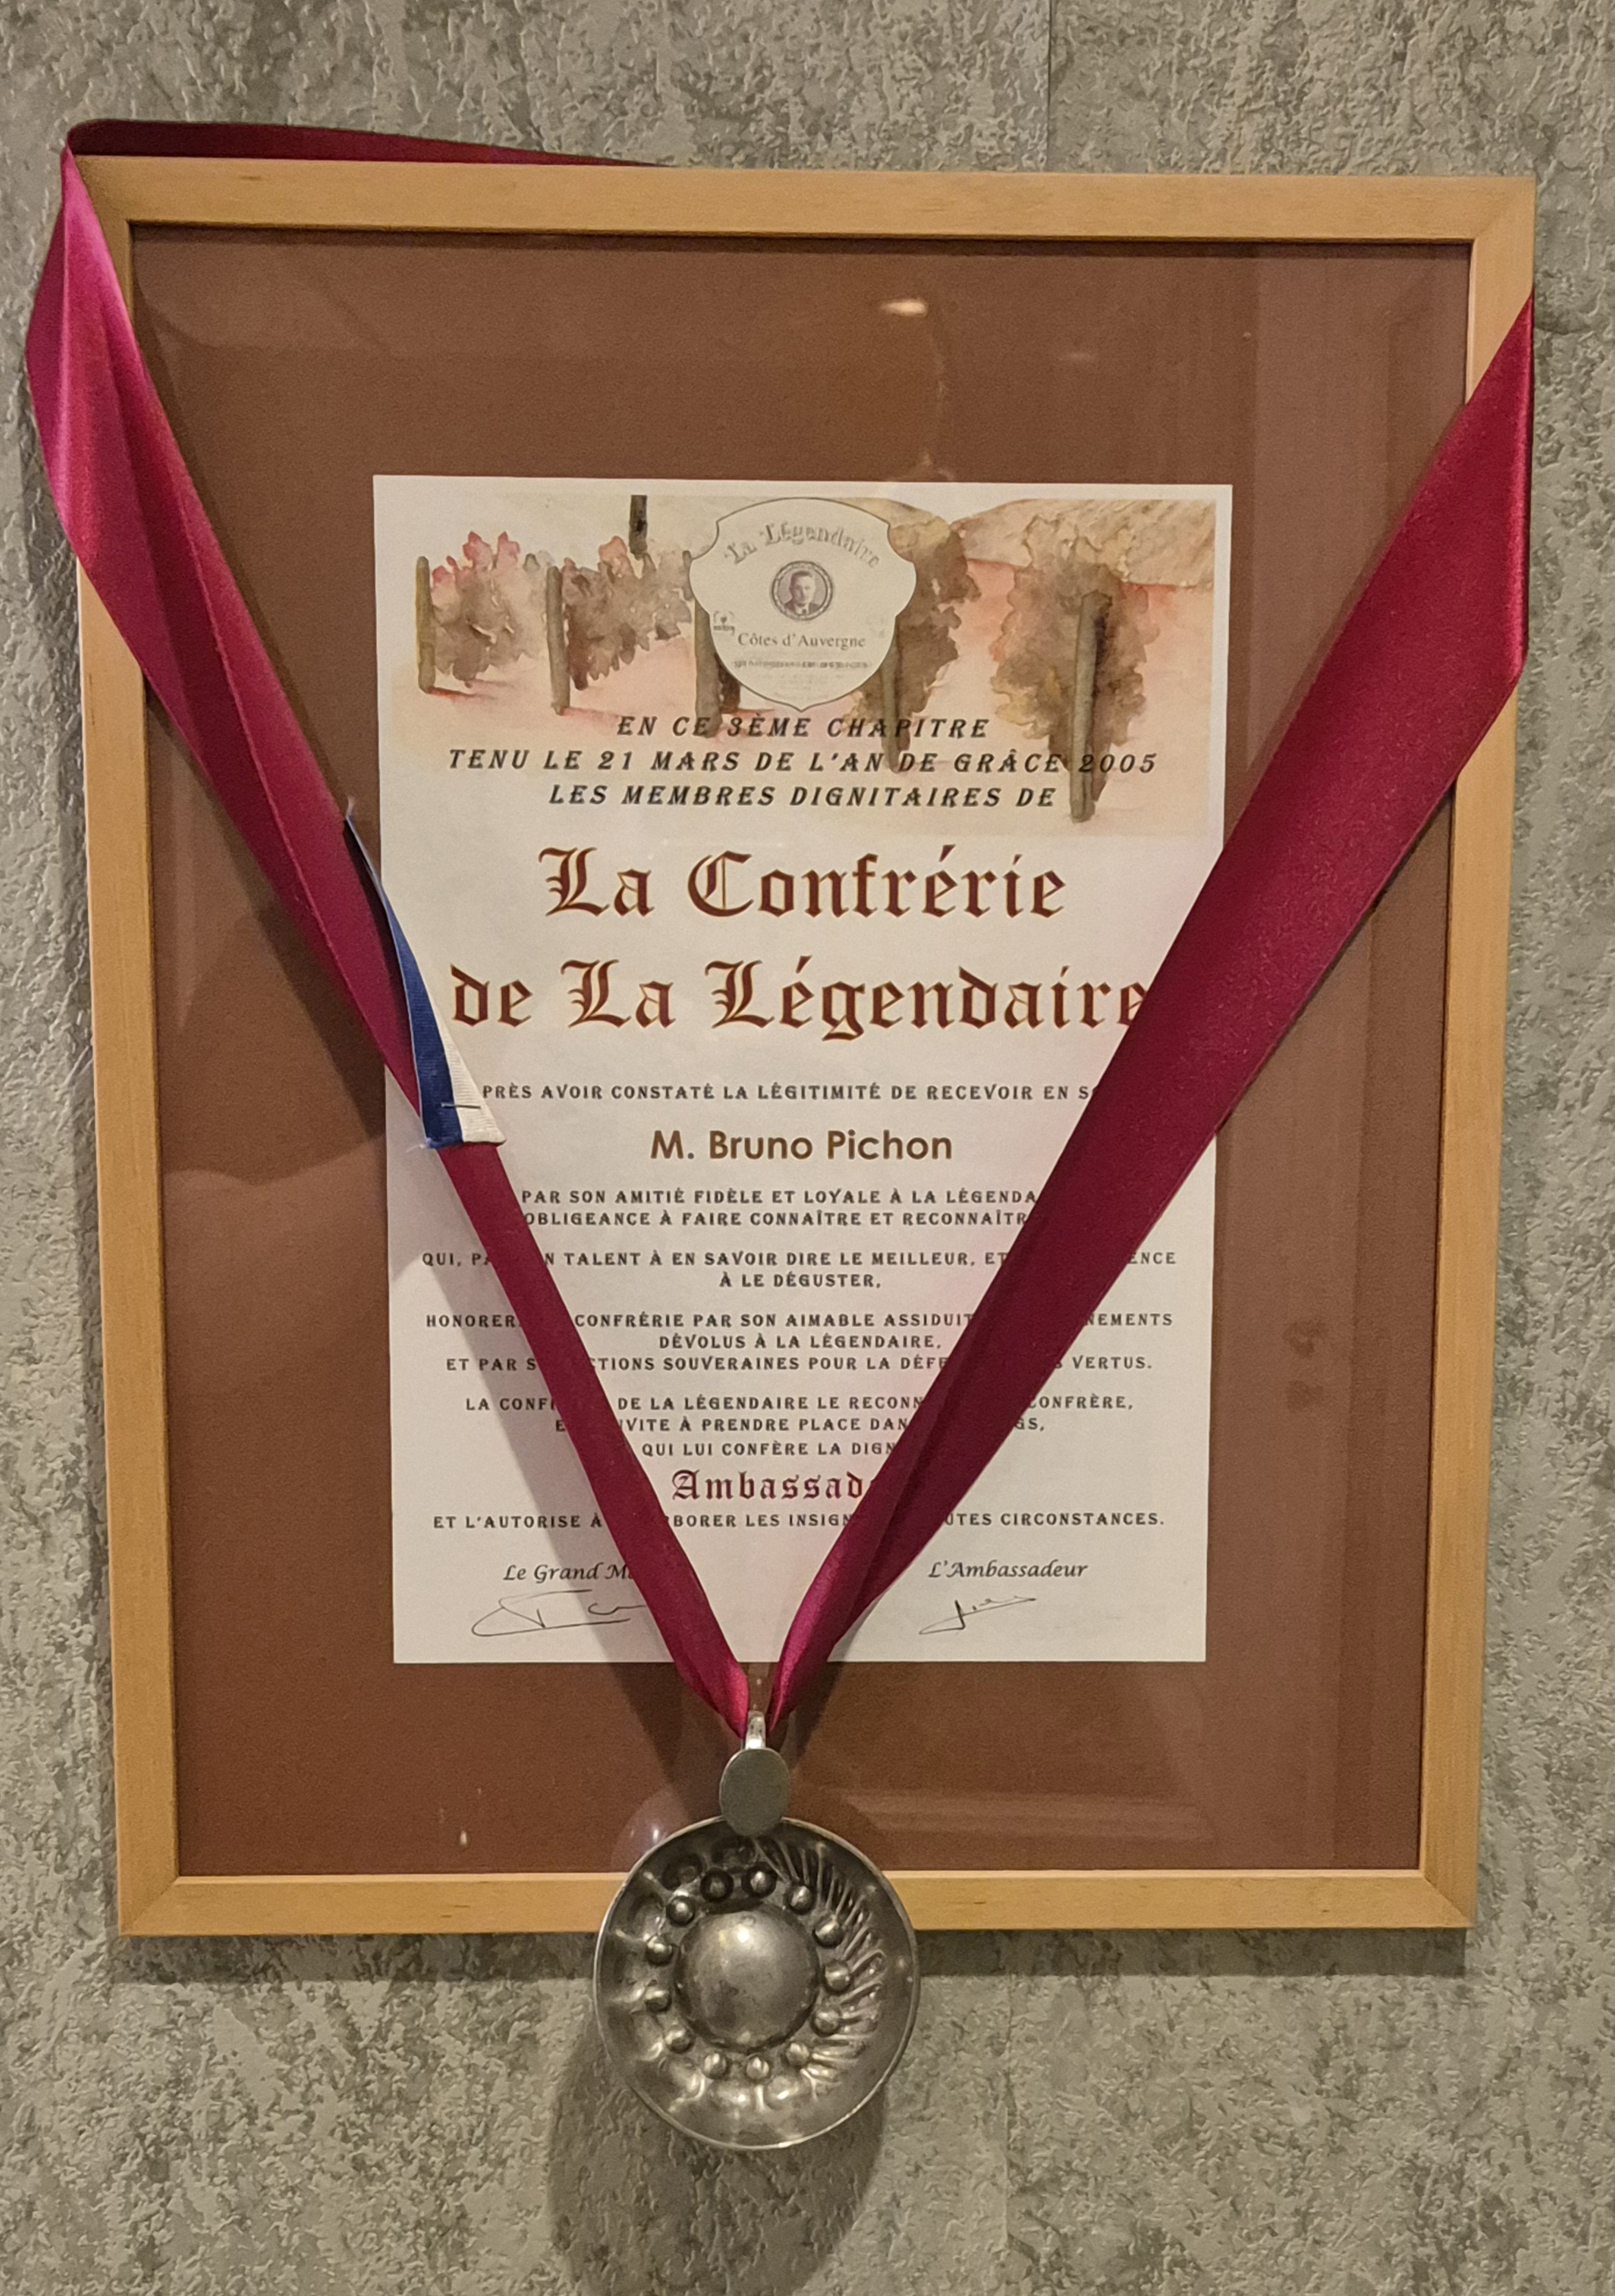 La Légendaire
Côtes d'Auvergne
EN CE 3ÈME CHAPITRE
TENU LE 21 MARS DE L'AN DE GRÂCE 2005
LES MEMBRES DIGNITAIRES DE
La Confrérie
de La Légendaire
PRÈS AVOIR CONSTATÉ LA LÉGITIMITÉ DE RECEVOIR EN
M. Bruno Pichon
PAR SON AMITIÉ FIDÈLE ET LOYALE À LA LÉGENDA
OBLIGEANCE À FAIRE CONNAÎTRE ET RECONNAÎTR
QUI, PA N TALENT À EN SAVOIR DIRE LE MEILLEUR, ET ENCE
À LE DÉGUSTER,
HONORER CONFRÉRIE PAR SON AIMABLE ASSIDUIT NEMENTS
DÉVOLUS À LA LÉGENDAIRE,
ET PAR S CTIONS SOUVERAINES POUR LA DÉFE S VERTUS.
LA CONF DE LA LÉGENDAIRE LE RECONN CONFRÈRE,
E VITE À PRENDRE PLACE DAN GS,
QUI LUI CONFÈRE LA DIGN
Ambassad
ET L'AUTORISE À RBORER LES INSIGN UTES CIRCONSTANCES.
Le Grand M L'Ambassadeur